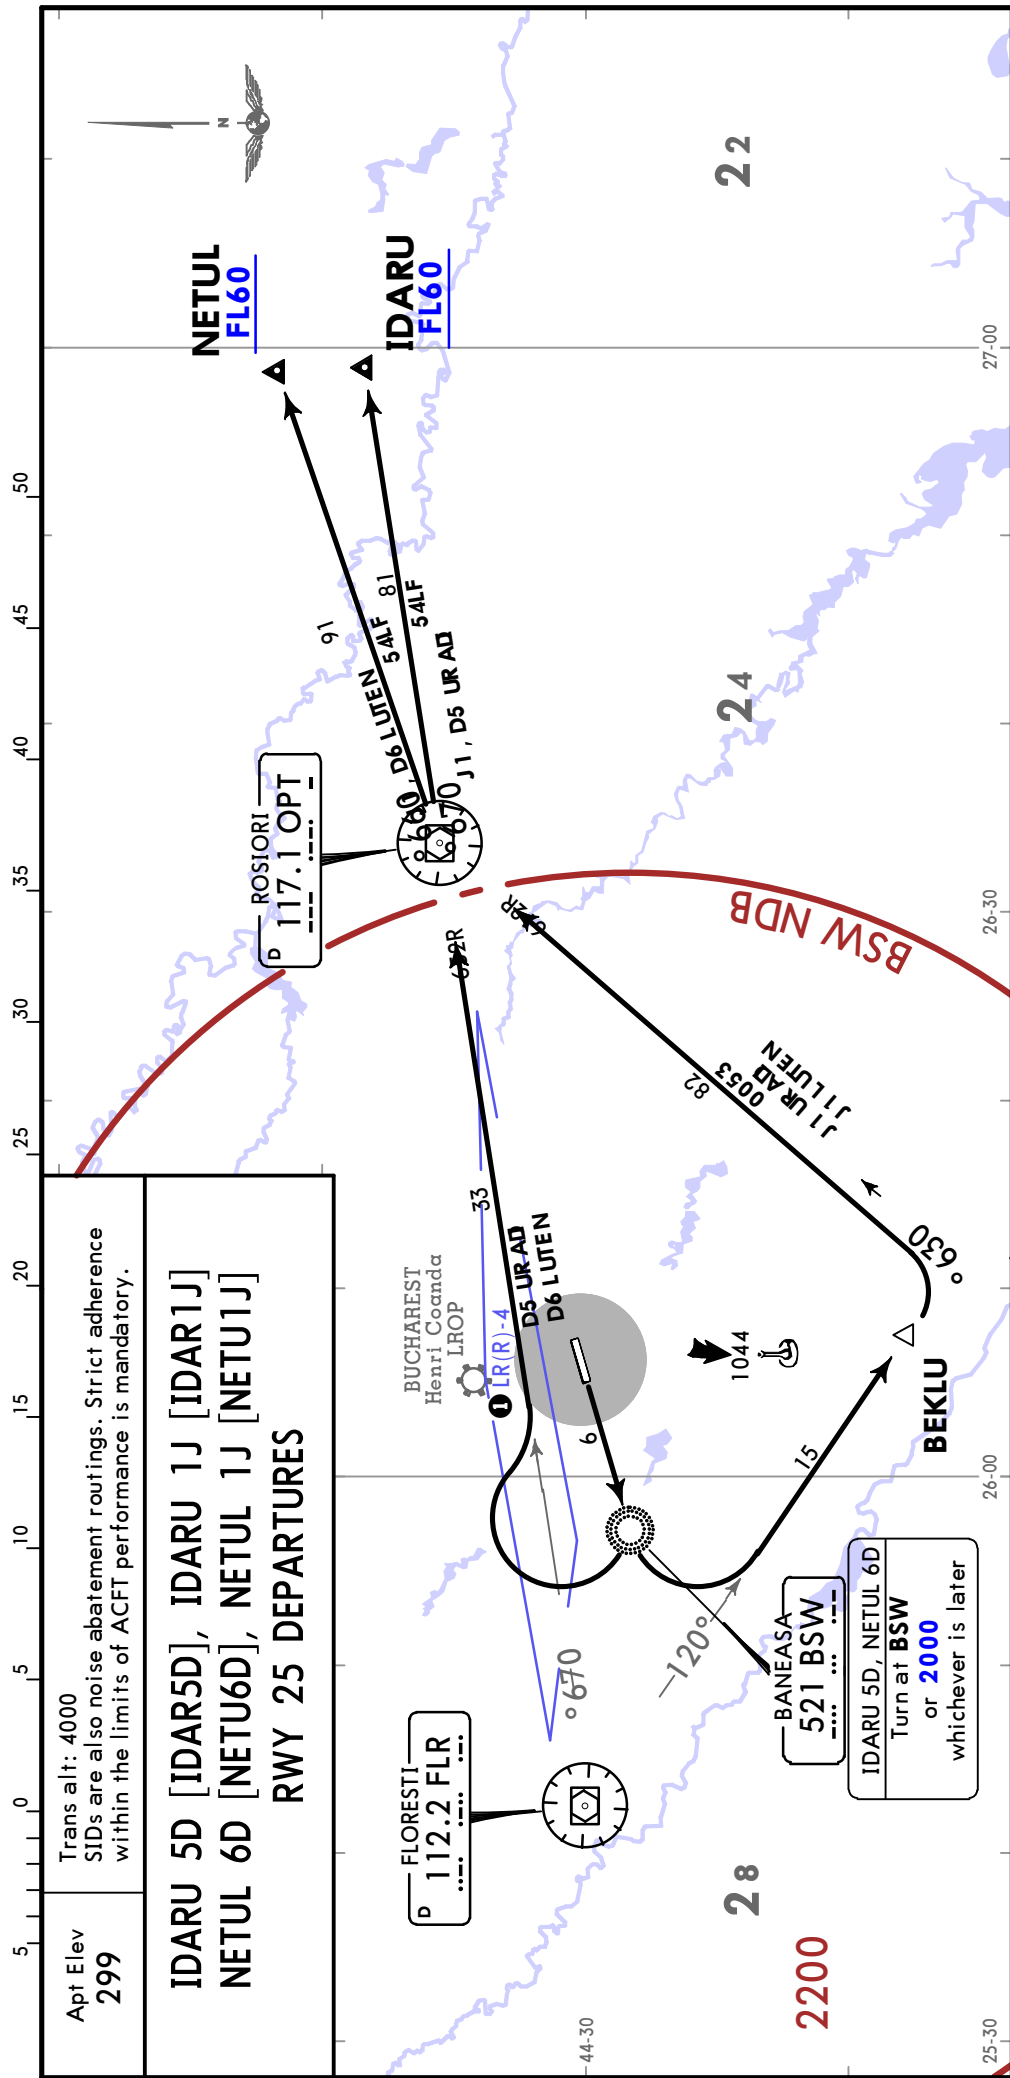 Apt Elev
299
Trans alt: 4000
SIDs are also noise abatement routings. Strict adherence
within the limits of ACFT performance is mandatory.
IDARU 5D [IDAR5D], IDARU 1J [IDAR1J]
NETUL 6D [NETU6D], NETUL 1J [NETU1J]
RWY 25 DEPARTURES
5 0 5 10 15 20 25 30 35 40 45 50
N
NETUL
FL60
IDARU
FL60
91
D6 LUTEN
54LF
81
54LF
J1, D5 URAD
ROSIORI
D 117.1 OPT
°670
BUCHAREST
Henri Coanda
LROP
LR(R)-4
1
33
D5 URAD
D6 LUTEN
6
FLORESTI
D 112.2 FLR
°670
120°
BANEASA
521 BSW
IDARU 5D, NETUL 6D
Turn at BSW
or 2000
whichever is later
15
BEKLU
°630
82
0053
J1 URAD
J1 LUTEN
1044
BSW NDB
22
24
28
2200
44-30
25-30
26-00
26-30
27-00